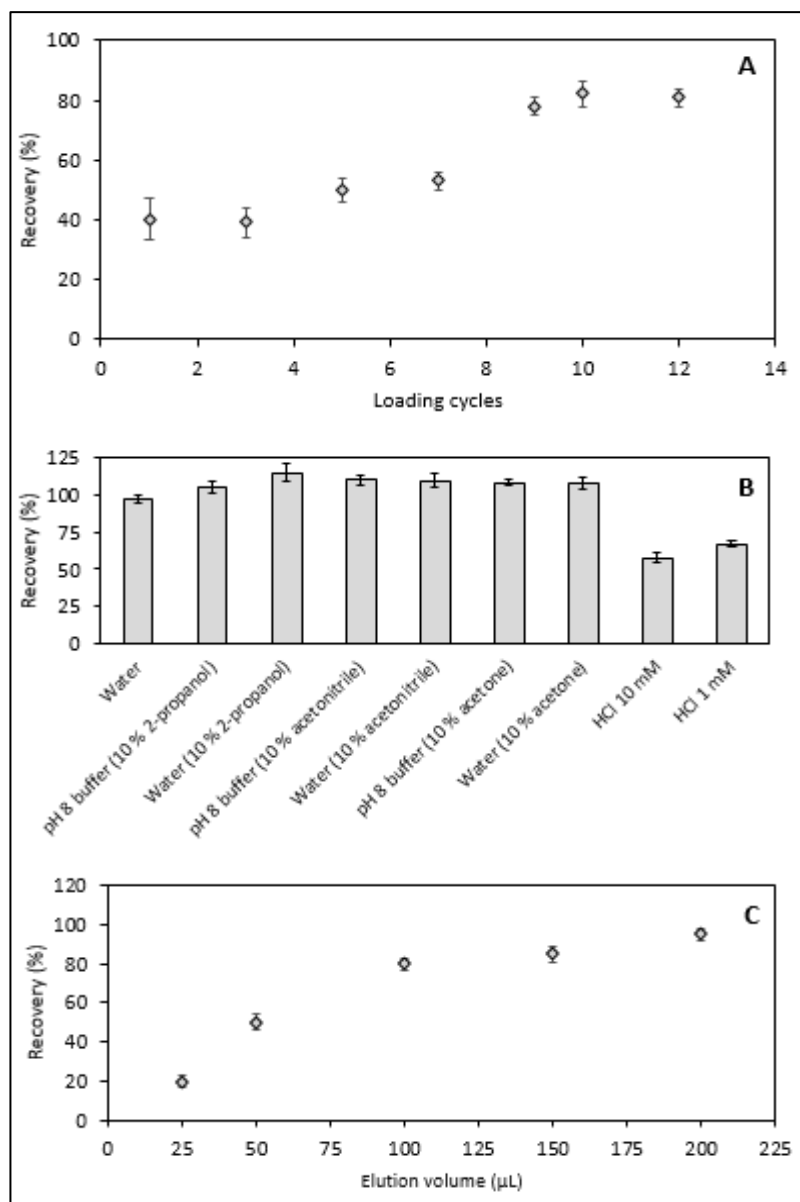 A
Recovery (%)
100
80
60
40
20
0
0 2 4 6 8 10 12 14
Loading cycles
B
Recovery (%)
125
100
75
50
25
0
Water
pH 8 buffer (10 % 2-propanol)
Water (10 % 2-propanol)
pH 8 buffer (10 % acetonitrile)
Water (10 % acetonitrile)
pH 8 buffer (10 % acetone)
Water (10 % acetone)
HCl 10 mM
HCl 1 mM
C
Recovery (%)
120
100
80
60
40
20
0
0 25 50 75 100 125 150 175 200 225
Elution volume (µL)